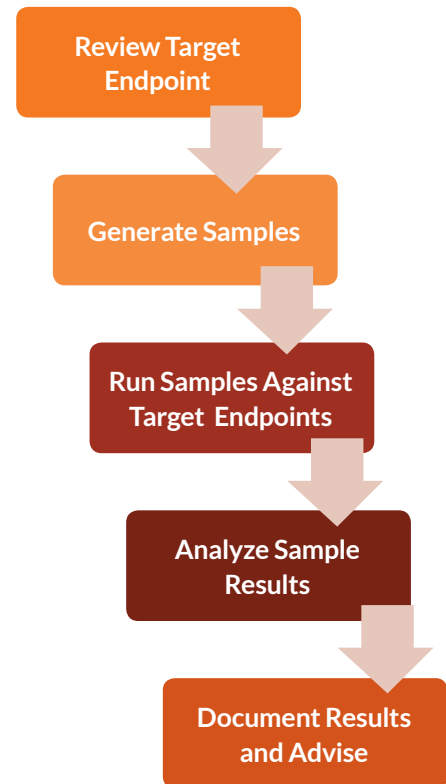 Review Target
Endpoint
Generate Samples
Run Samples Against
Target Endpoints
Analyze Sample
Results
Document Results
and Advise